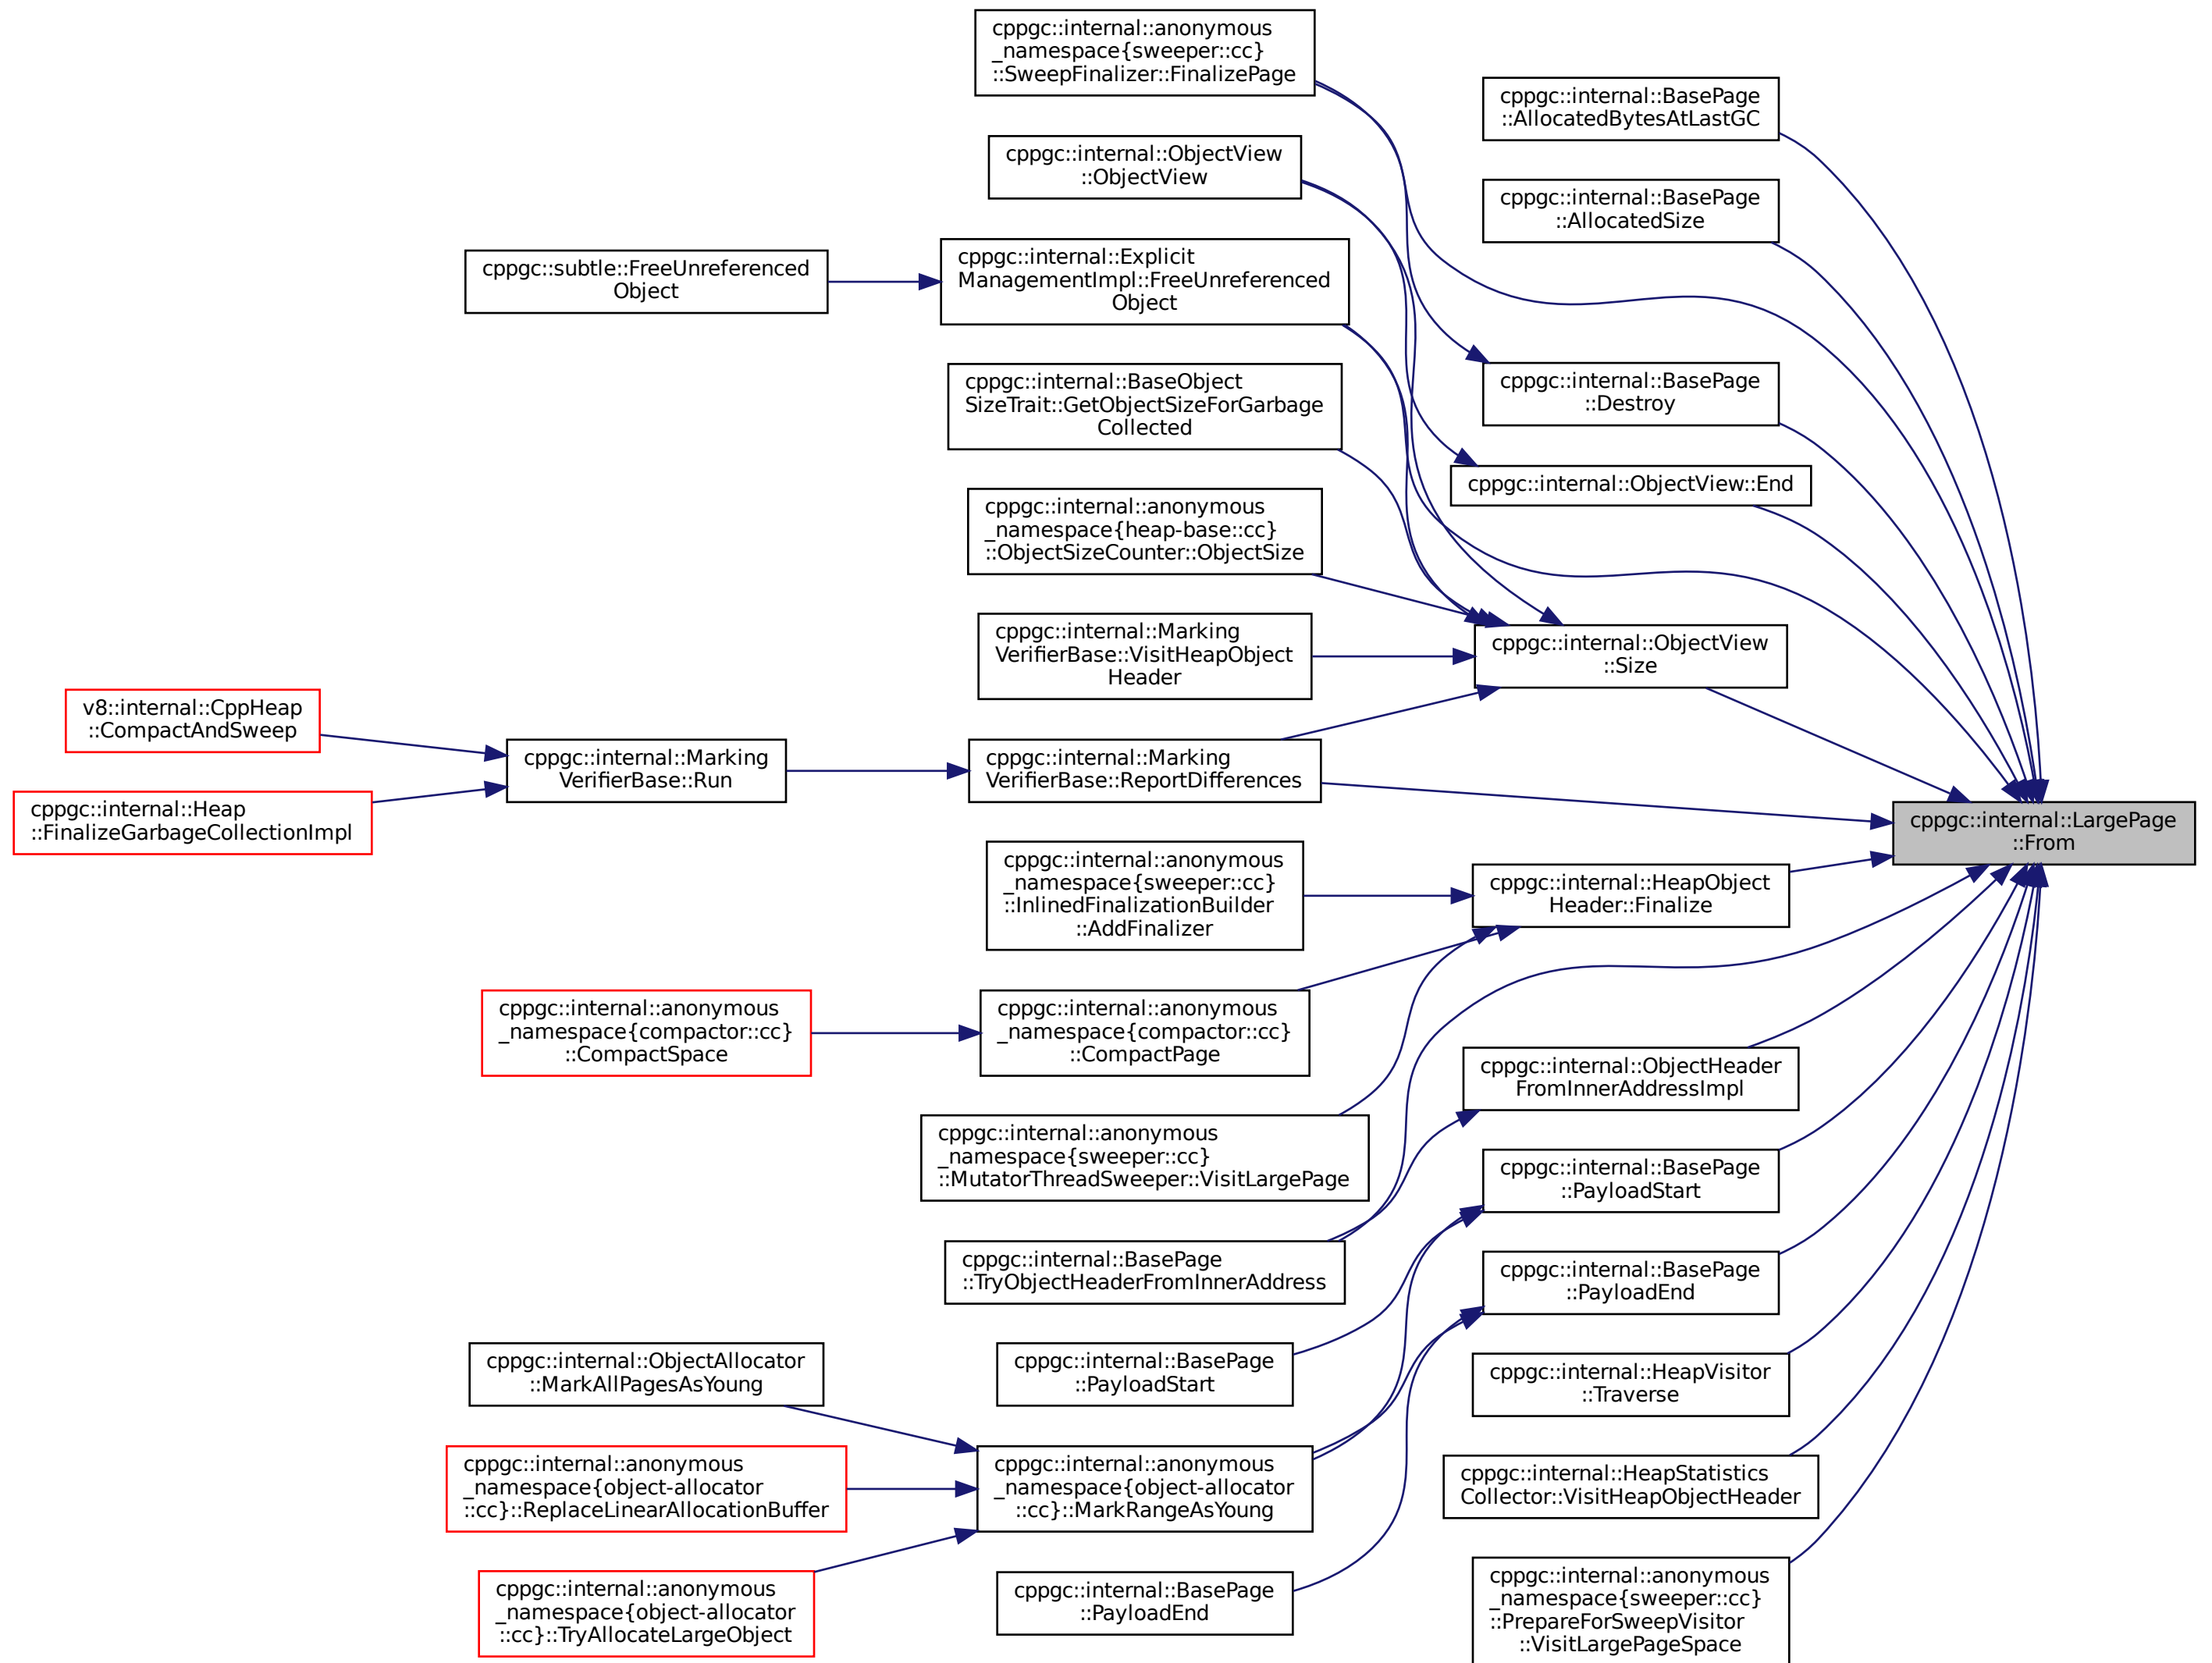 cppgc::internal::anonymous
_namespace{sweeper::cc}
::SweepFinalizer::FinalizePage
cppgc::internal::BasePage
::AllocatedBytesAtLastGC
cppgc::internal::ObjectView
::ObjectView
cppgc::internal::BasePage
::AllocatedSize
cppgc::subtle::FreeUnreferenced
Object
cppgc::internal::Explicit
ManagementImpl::FreeUnreferenced
Object
cppgc::internal::BaseObject
SizeTrait::GetObjectSizeForGarbage
Collected
cppgc::internal::BasePage
::Destroy
cppgc::internal::ObjectView::End
cppgc::internal::anonymous
_namespace{heap-base::cc}
::ObjectSizeCounter::ObjectSize
cppgc::internal::Marking
VerifierBase::VisitHeapObject
Header
cppgc::internal::ObjectView
::Size
v8::internal::CppHeap
::CompactAndSweep
cppgc::internal::Heap
::FinalizeGarbageCollectionImpl
cppgc::internal::Marking
VerifierBase::Run
cppgc::internal::Marking
VerifierBase::ReportDifferences
cppgc::internal::LargePage
::From
cppgc::internal::anonymous
_namespace{sweeper::cc}
::InlinedFinalizationBuilder
::AddFinalizer
cppgc::internal::HeapObject
Header::Finalize
cppgc::internal::anonymous
_namespace{compactor::cc}
::CompactSpace
cppgc::internal::anonymous
_namespace{compactor::cc}
::CompactPage
cppgc::internal::ObjectHeader
FromInnerAddressImpl
cppgc::internal::anonymous
_namespace{sweeper::cc}
::MutatorThreadSweeper::VisitLargePage
cppgc::internal::BasePage
::PayloadStart
cppgc::internal::BasePage
::TryObjectHeaderFromInnerAddress
cppgc::internal::BasePage
::PayloadEnd
cppgc::internal::ObjectAllocator
::MarkAllPagesAsYoung
cppgc::internal::BasePage
::PayloadStart
cppgc::internal::HeapVisitor
::Traverse
cppgc::internal::anonymous
_namespace{object-allocator
::cc}::ReplaceLinearAllocationBuffer
cppgc::internal::anonymous
_namespace{object-allocator
::cc}::MarkRangeAsYoung
cppgc::internal::HeapStatistics
Collector::VisitHeapObjectHeader
cppgc::internal::anonymous
_namespace{object-allocator
::cc}::TryAllocateLargeObject
cppgc::internal::BasePage
::PayloadEnd
cppgc::internal::anonymous
_namespace{sweeper::cc}
::PrepareForSweepVisitor
::VisitLargePageSpace